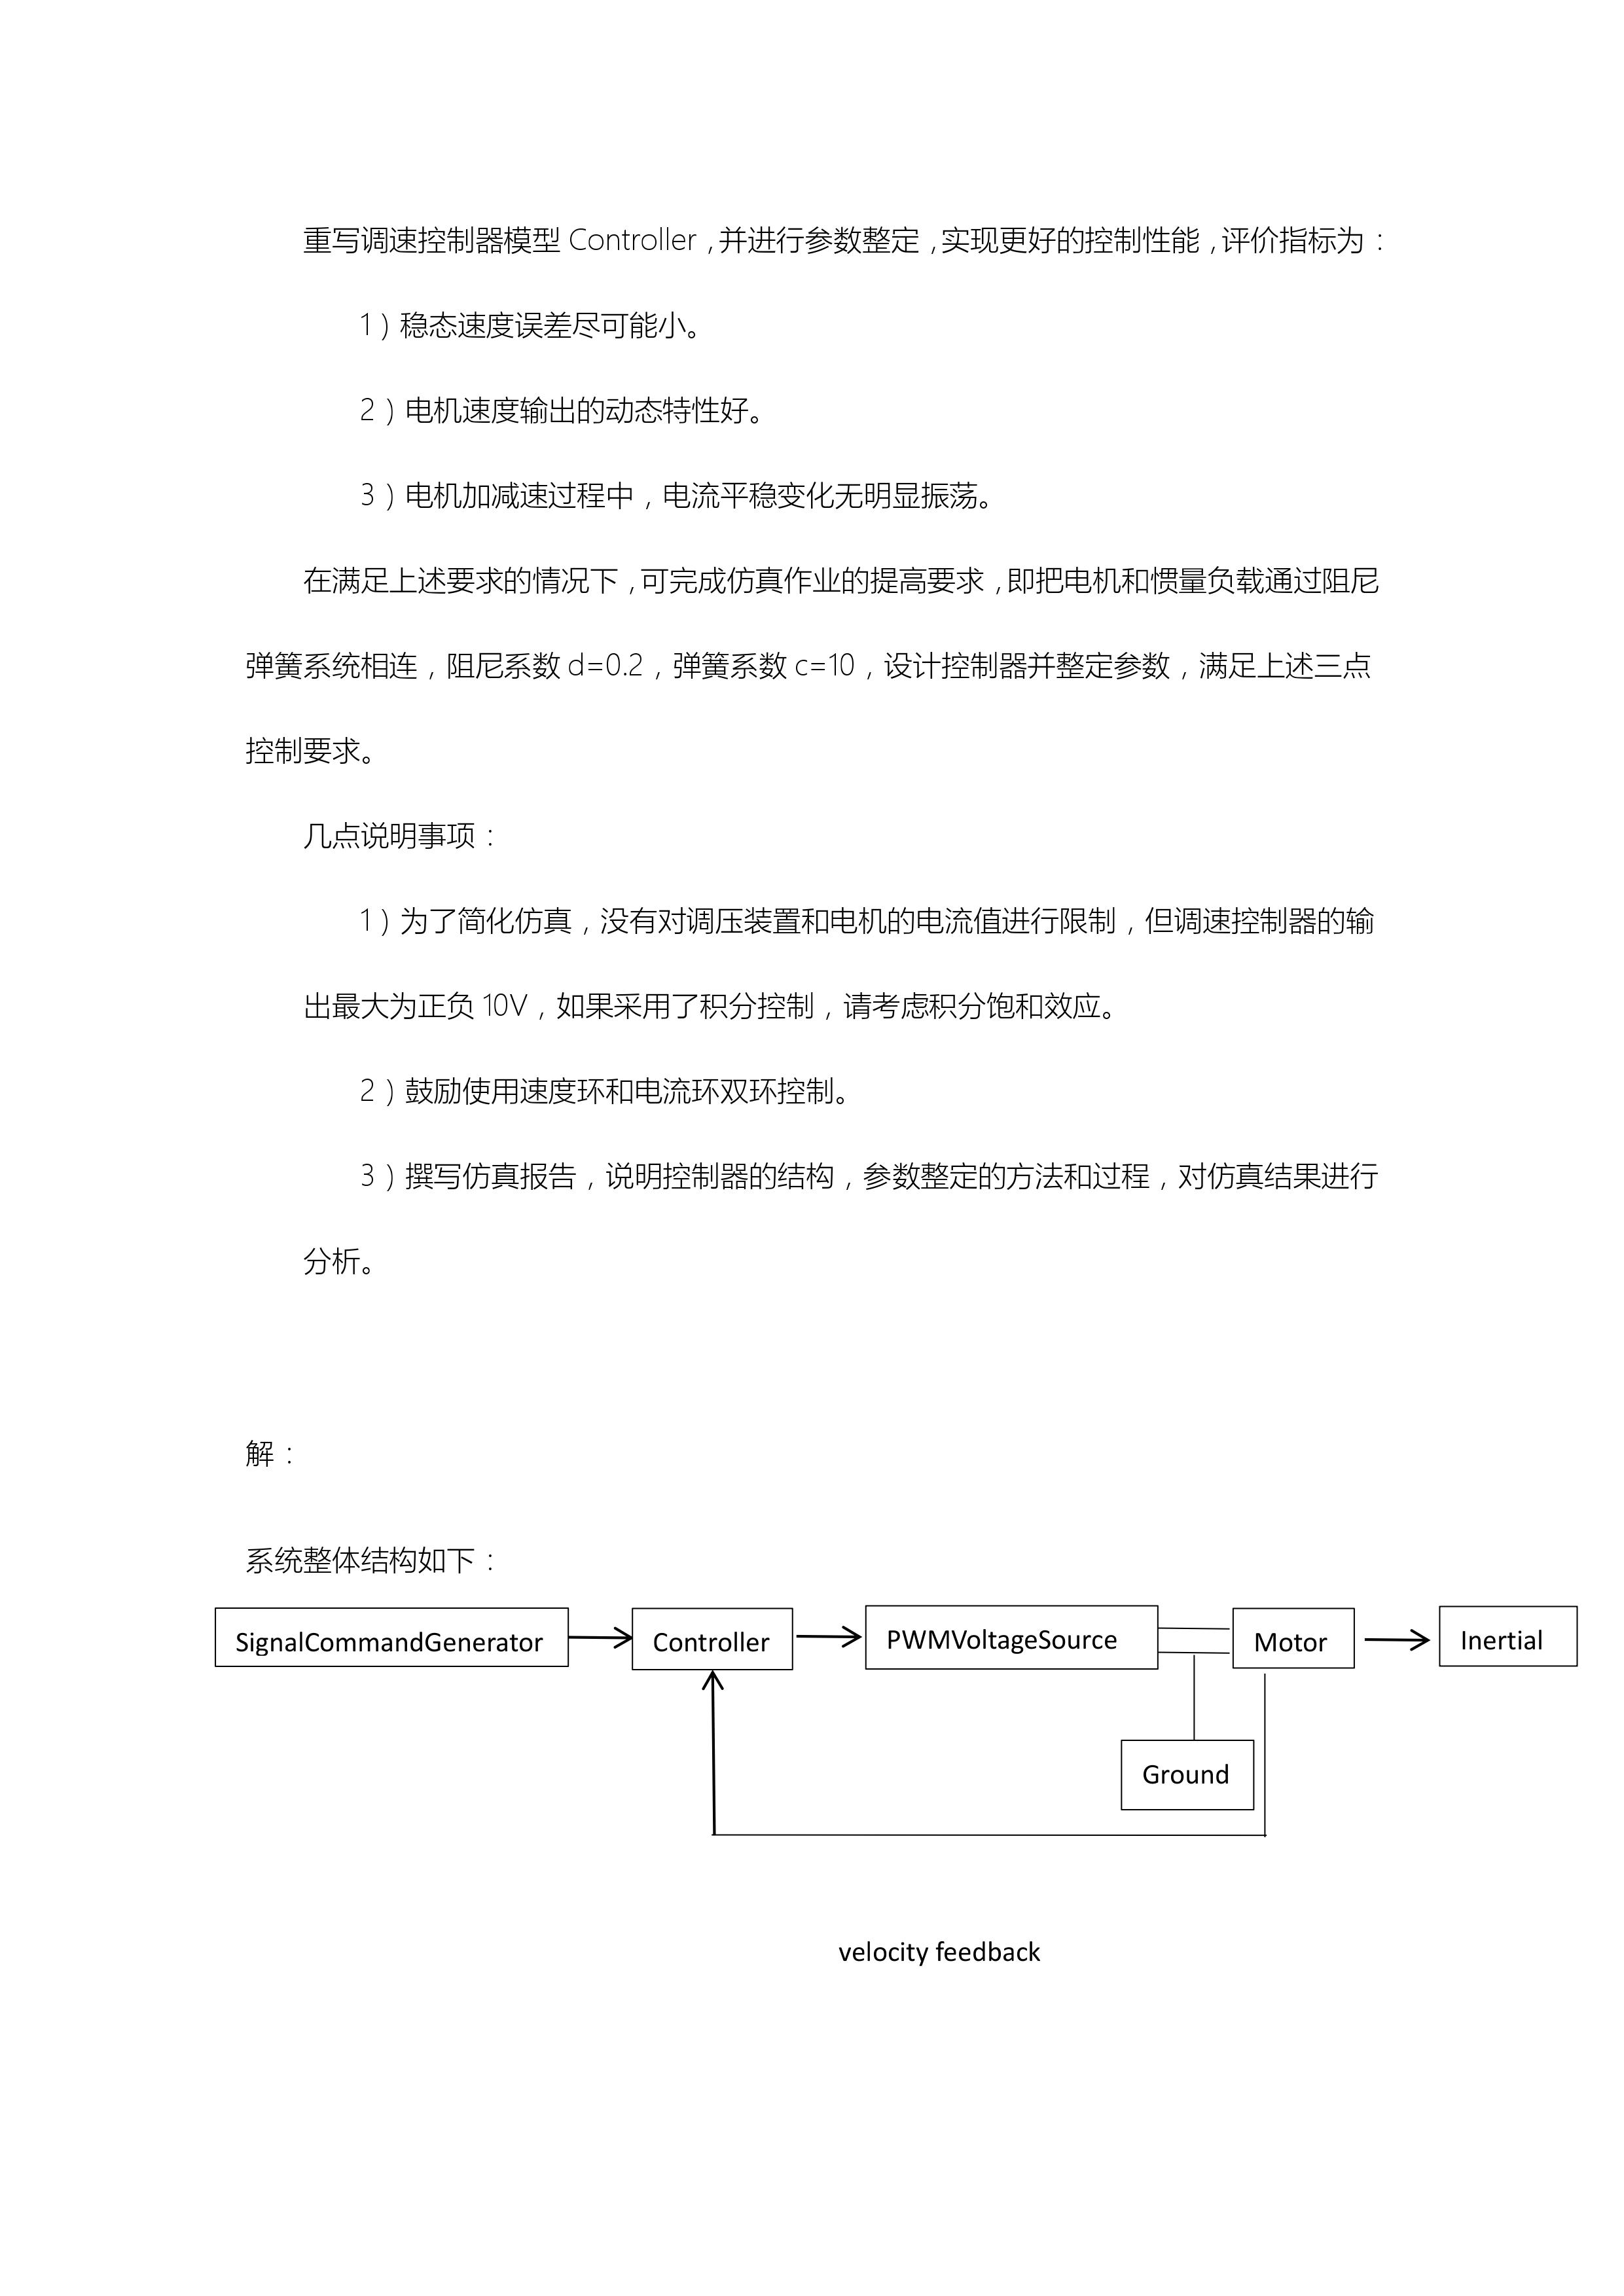 重写调速控制器模型 Controller，并进行参数整定，实现更好的控制性能，评价指标为：
1）稳态速度误差尽可能小。
2）电机速度输出的动态特性好。
3）电机加减速过程中，电流平稳变化无明显振荡。
在满足上述要求的情况下，可完成仿真作业的提高要求，即把电机和惯量负载通过阻尼
弹簧系统相连，阻尼系数 d=0.2，弹簧系数 c=10，设计控制器并整定参数，满足上述三点
控制要求。
几点说明事项：
1）为了简化仿真，没有对调压装置和电机的电流值进行限制，但调速控制器的输
出最大为正负 10V，如果采用了积分控制，请考虑积分饱和效应。
2）鼓励使用速度环和电流环双环控制。
3）撰写仿真报告，说明控制器的结构，参数整定的方法和过程，对仿真结果进行
分析。
解：
系统整体结构如下：
SignalCommandGenerator Controller PWMVoltageSource Motor Inertial
Ground
velocity feedback